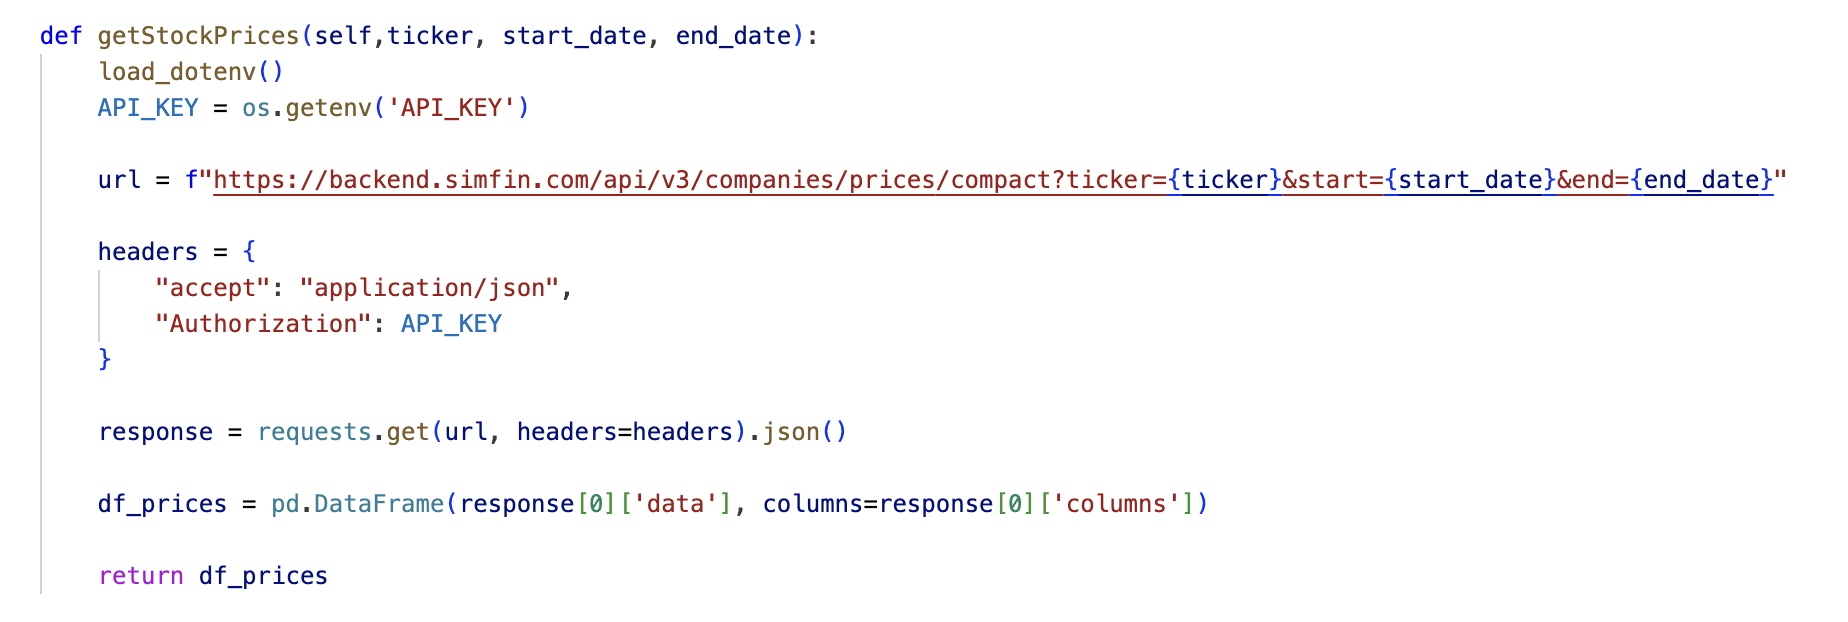 def getStockPrices(self,ticker, start_date, end_date):
    load_dotenv()
    API_KEY = os.getenv('API_KEY')
    url = f"https://backend.simfin.com/api/v3/companies/prices/compact?ticker={ticker}&start={start_date}&end={end_date}"
    headers = {
        "accept": "application/json",
        "Authorization": API_KEY
    }
    response = requests.get(url, headers=headers).json()
    df_prices = pd.DataFrame(response[0]['data'], columns=response[0]['columns'])
    return df_prices